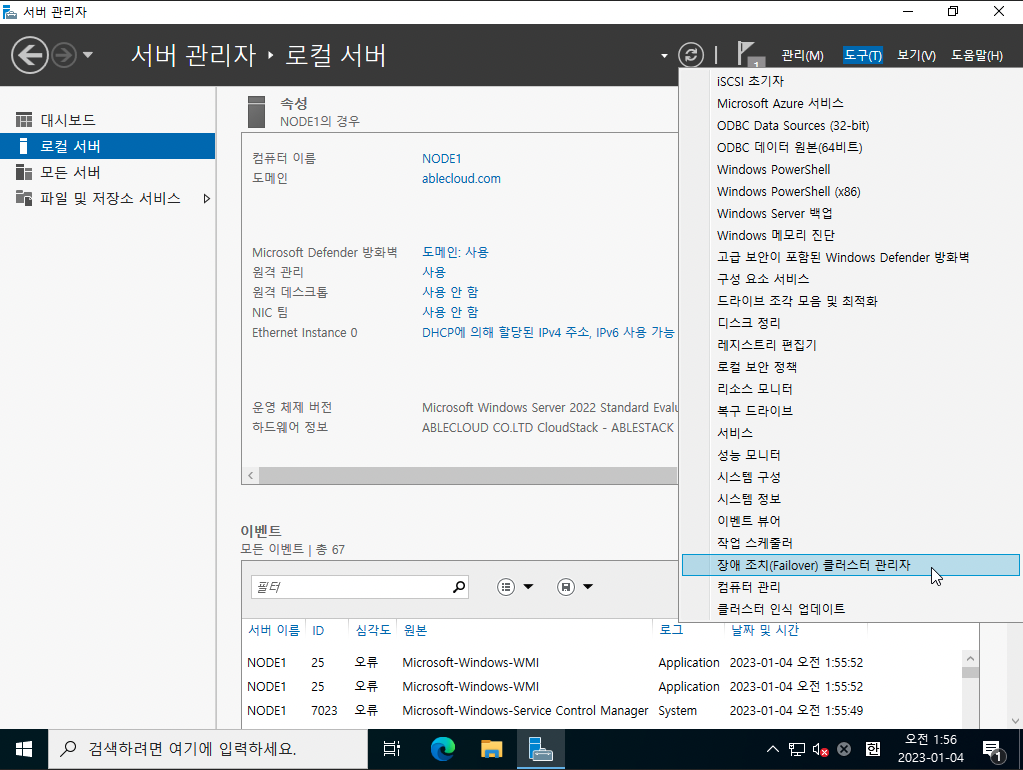 서버 관리자
서버 관리자 ‣ 로컬 서버
1
관리(M) 도구(T) 보기(V) 도움말(H)
대시보드
로컬 서버
모든 서버
파일 및 저장소 서비스
속성
NODE1의 경우
컴퓨터 이름 NODE1
도메인 ablecloud.com
Microsoft Defender 방화벽 도메인: 사용
원격 관리 사용
원격 데스크톱 사용 안 함
NIC 팀 사용 안 함
Ethernet Instance 0 DHCP에 의해 할당된 IPv4 주소, IPv6 사용 가능
운영 체제 버전 Microsoft Windows Server 2022 Standard Evalu
하드웨어 정보 ABLECLOUD CO.LTD CloudStack - ABLESTACK
iSCSI 초기자
Microsoft Azure 서비스
ODBC Data Sources (32-bit)
ODBC 데이터 원본(64비트)
Windows PowerShell
Windows PowerShell (x86)
Windows Server 백업
Windows 메모리 진단
고급 보안이 포함된 Windows Defender 방화벽
구성 요소 서비스
드라이브 조각 모음 및 최적화
디스크 정리
레지스트리 편집기
로컬 보안 정책
리소스 모니터
복구 드라이브
서비스
성능 모니터
시스템 구성
시스템 정보
이벤트 뷰어
작업 스케줄러
장애 조치(Failover) 클러스터 관리자
컴퓨터 관리
클러스터 인식 업데이트
이벤트
모든 이벤트 | 총 67
필터
서버 이름 ID 심각도 원본 로그 날짜 및 시간
NODE1 25 오류 Microsoft-Windows-WMI Application 2023-01-04 오전 1:55:52
NODE1 25 오류 Microsoft-Windows-WMI Application 2023-01-04 오전 1:55:52
NODE1 7023 오류 Microsoft-Windows-Service Control Manager System 2023-01-04 오전 1:55:49
검색하려면 여기에 입력하세요.
한
오전 1:56
2023-01-04
1